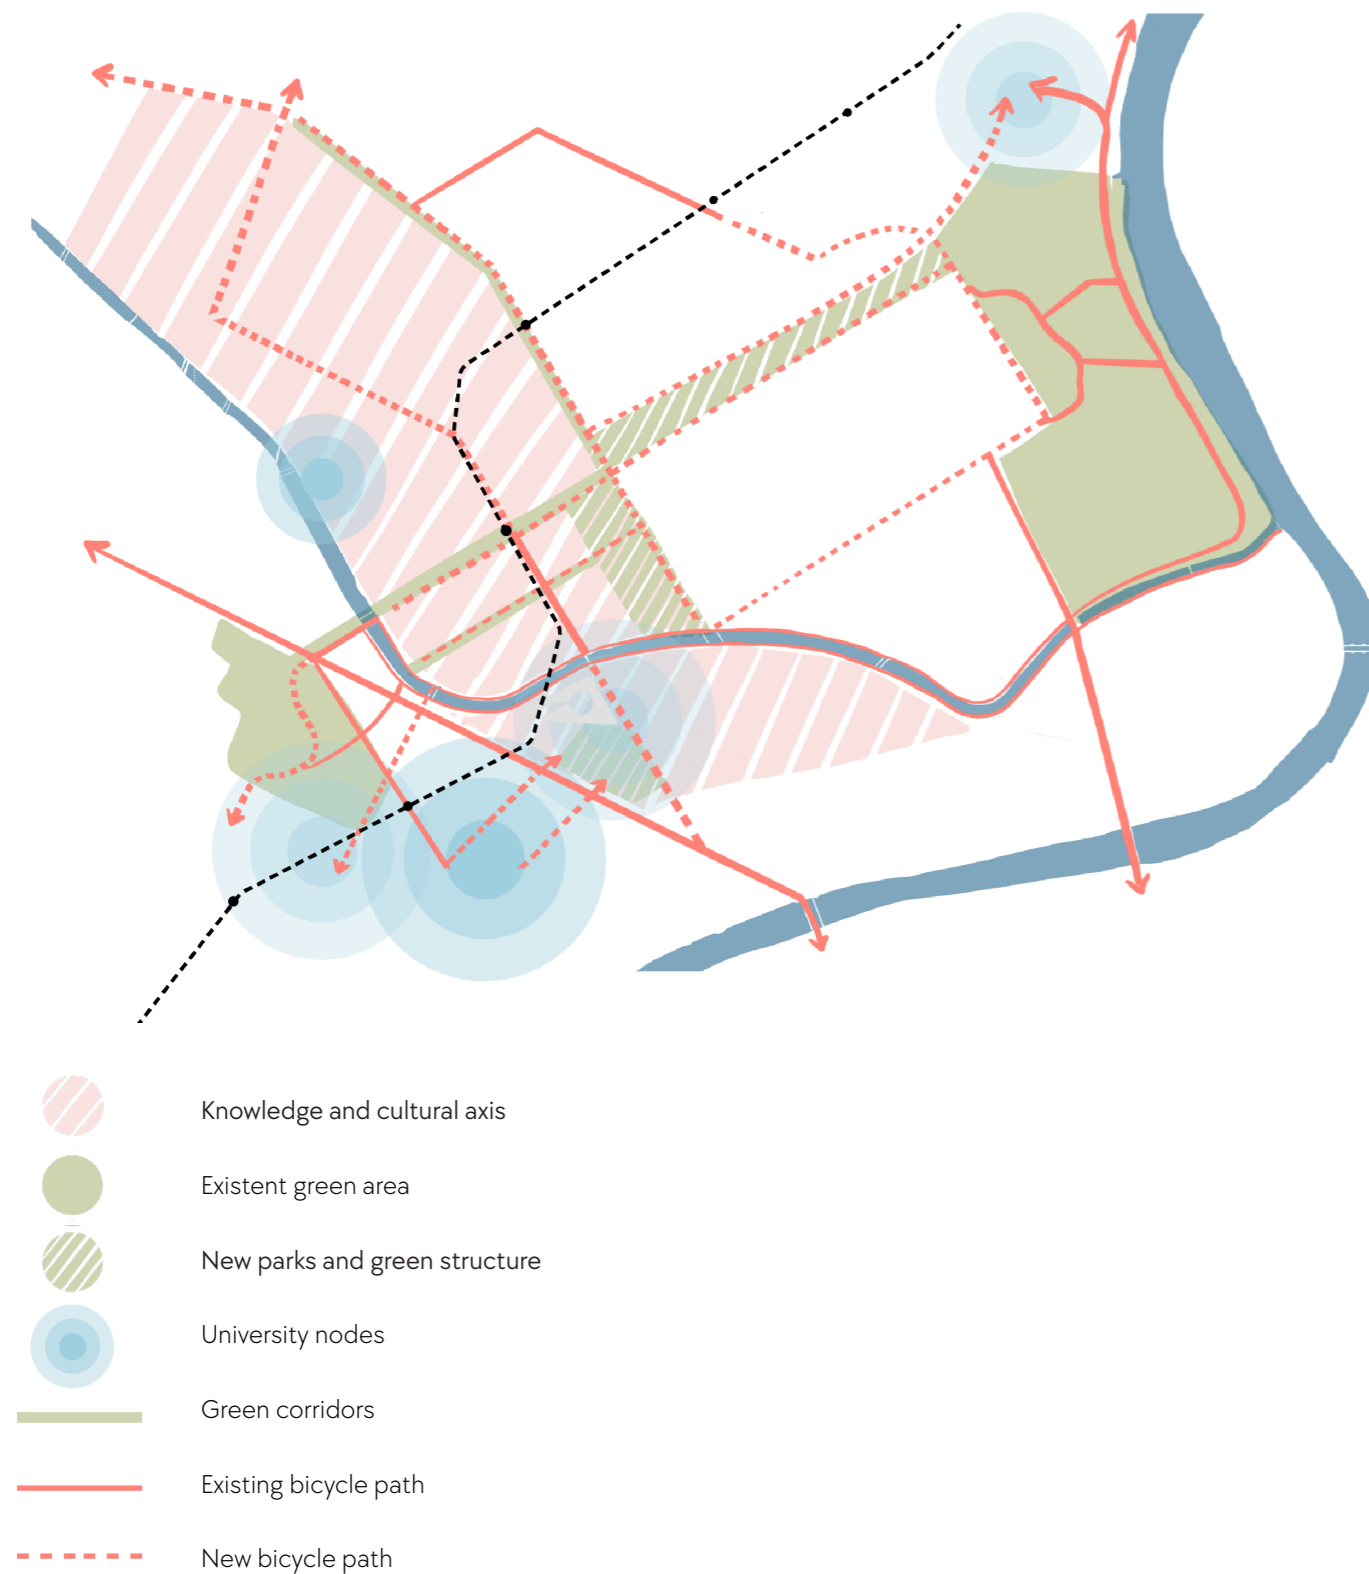 Knowledge and cultural axis
Existent green area
New parks and green structure
University nodes
Green corridors
Existing bicycle path
New bicycle path